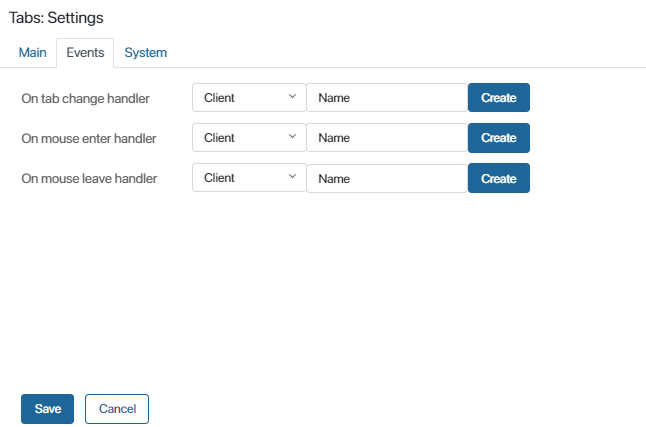 Tabs: Settings
Main Events System
On tab change handler Client Name Create
On mouse enter handler Client Name Create
On mouse leave handler Client Name Create
Save Cancel